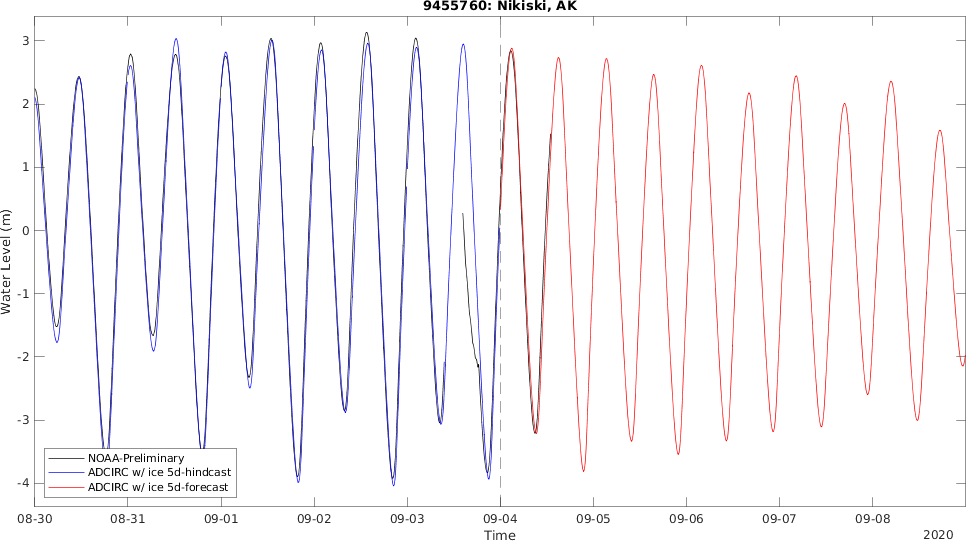 9455760: Nikiski, AK
Water Level (m)
3
2
1
0
-1
-2
-3
-4
NOAA-Preliminary
ADCIRC w/ ice 5d-hindcast
ADCIRC w/ ice 5d-forecast
08-30 08-31 09-01 09-02 09-03 09-04 09-05 09-06 09-07 09-08
Time
2020